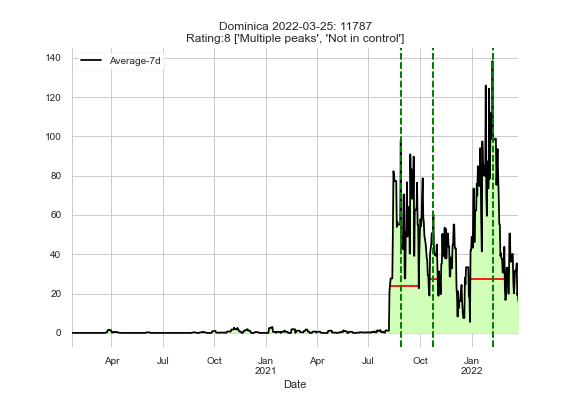 Dominica 2022-03-25: 11787
Rating:8 ['Multiple peaks', 'Not in control']
Average-7d
140
120
100
80
60
40
20
0
Apr Jul Oct Jan Apr Jul Oct Jan
2021 2022
Date